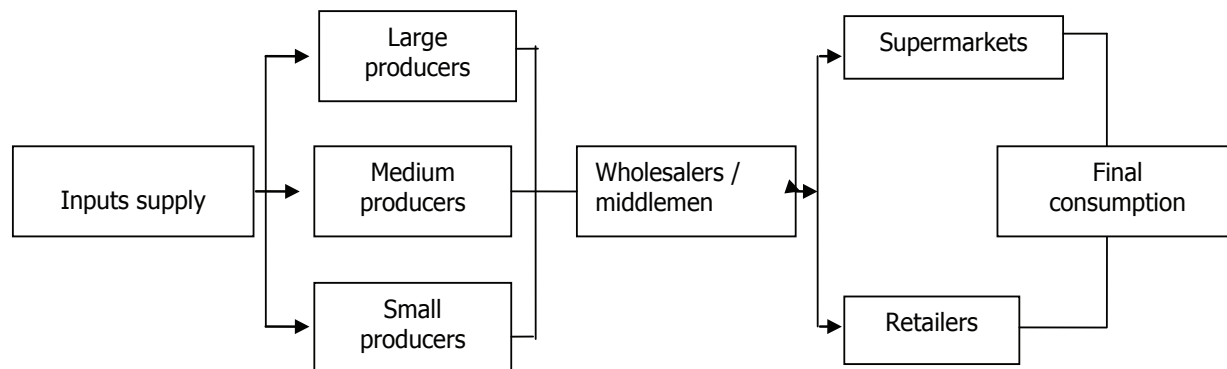 Inputs supply
Large
producers
Medium
producers
Small
producers
Wholesalers /
middlemen
Supermarkets
Retailers
Final
consumption